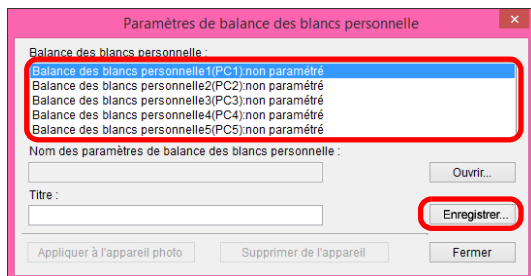 Paramètres de balance des blancs personnelle
Balance des blancs personnelle :
Balance des blancs personnelle1(PC1):non paramétré
Balance des blancs personnelle2(PC2):non paramétré
Balance des blancs personnelle3(PC3):non paramétré
Balance des blancs personnelle4(PC4):non paramétré
Balance des blancs personnelle5(PC5):non paramétré
Nom des paramètres de balance des blancs personnelle :
Ouvrir...
Titre :
Enregistrer...
Appliquer à l'appareil photo Supprimer de l'appareil Fermer